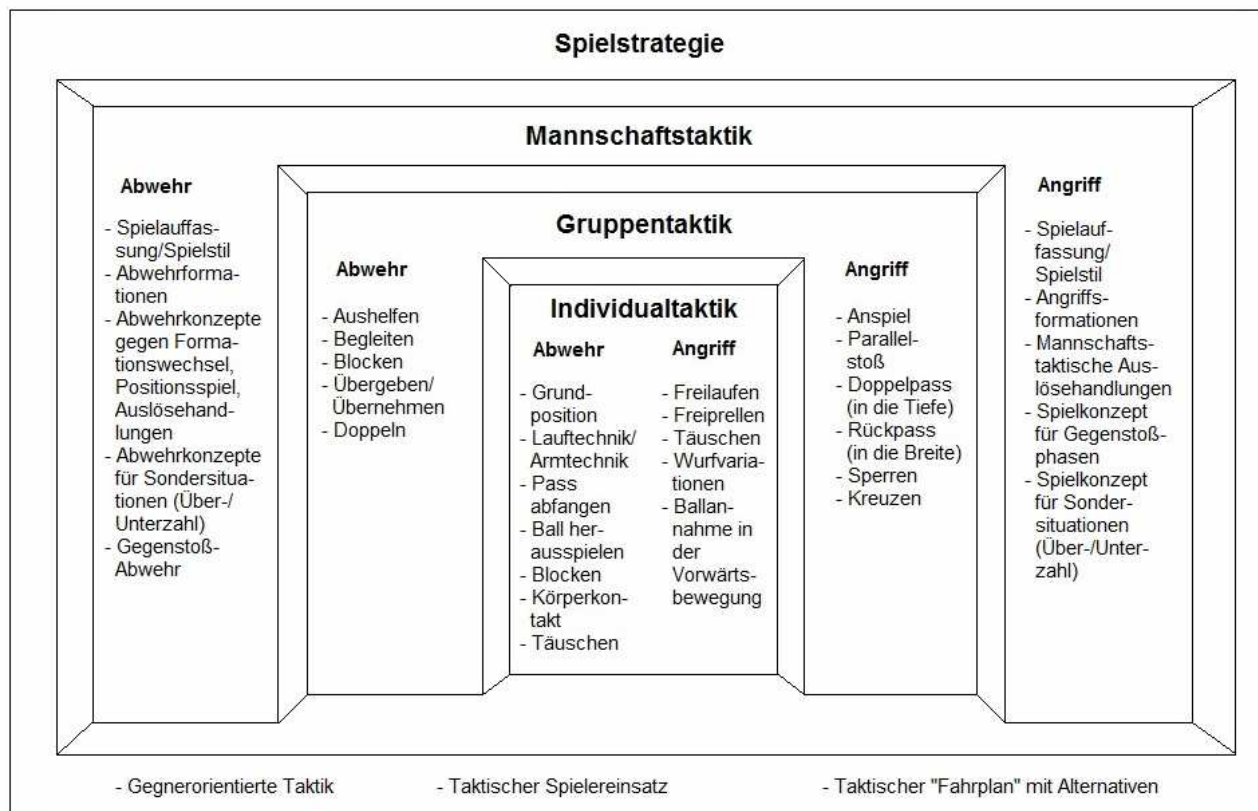 Spielstrategie
Mannschaftstaktik
Abwehr
- Spielauffas-
sung/Spielstil
- Abwehrforma-
tionen
- Abwehrkonzepte
gegen Forma-
tionswechsel,
Positionsspiel,
Auslösehand-
lungen
- Abwehrkonzepte
für Sondersitua-
tionen (Über-/
Unterzahl)
- Gegenstoß-
Abwehr
Gruppentaktik
Abwehr
- Aushelfen
- Begleiten
- Blocken
- Übergeben/
Übernehmen
- Doppeln
Individualtaktik
Abwehr
- Grund-
position
- Lauftechnik/
Armtechnik
- Pass
abfangen
- Ball her-
ausspielen
- Blocken
- Körperkon-
takt
- Täuschen
Angriff
- Freilaufen
- Freiprellen
- Täuschen
- Wurfvaria-
tionen
- Ballan-
nahme in
der
Vorwärts-
bewegung
Angriff
- Anspiel
- Parallel-
stoß
- Doppelpass
(in die Tiefe)
- Rückpass
(in die Breite)
- Sperren
- Kreuzen
Angriff
- Spielauf-
fassung/
Spielstil
- Angriffs-
formationen
- Mannschafts-
taktische Aus-
lösehandlungen
- Spielkonzept
für Gegenstoß-
phasen
- Spielkonzept
für Sonder-
situationen
(Über-/Unter-
zahl)
- Gegnerorientierte Taktik
- Taktischer Spielereinsatz
- Taktischer "Fahrplan" mit Alternativen